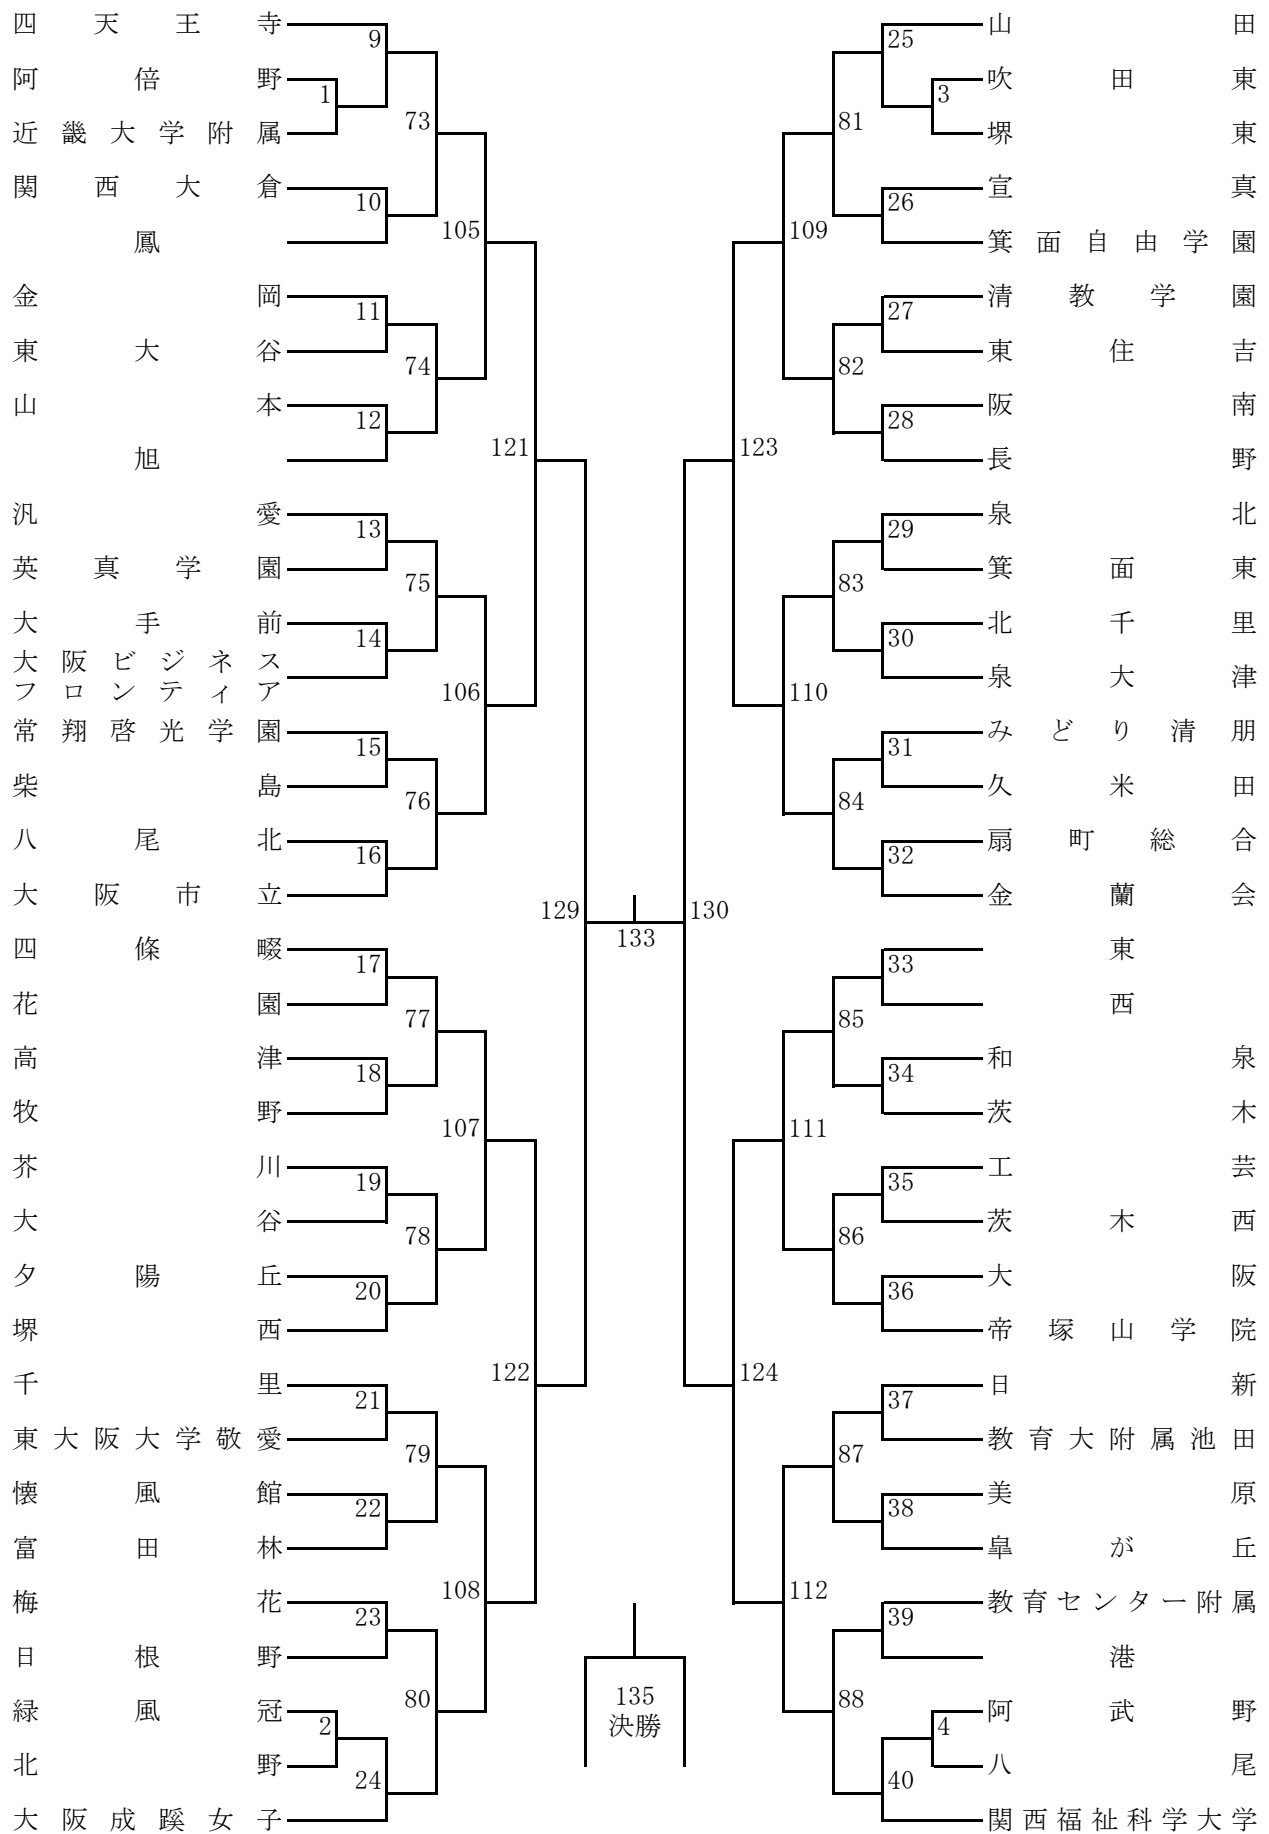 四天王寺
9
阿倍野
1
近畿大学附属
73
関西大倉
10
鳳
105
金岡
11
東大谷
74
山本
12
旭
121
汎愛
13
英真学園
75
大手前
14
大阪ビジネス
フロンティア
106
常翔啓光学園
15
柴島
76
八尾北
16
大阪市立
129
四條畷
17
花園
77
高津
18
牧野
107
芥川
19
大谷
78
夕陽丘
20
堺西
122
千里
21
東大阪大学敬愛
79
懐風館
22
富田林
108
梅花
23
日根野
80
緑風冠
2
北野
24
大阪成蹊女子
133
135
決勝
山田
25
吹田東
3
堺東
81
宣真
26
箕面自由学園
109
清教学園
27
東住吉
82
阪南
28
長野
123
泉北
29
箕面東
83
北千里
30
泉大津
110
みどり清朋
31
久米田
84
扇町総合
32
金蘭会
130
東
33
西
85
和泉
34
茨木
111
工芸
35
茨木西
86
大阪
36
帝塚山学院
124
日新
37
教育大附属池田
87
美原
38
皐が丘
112
教育センター附属
39
港
88
阿武野
4
八尾
40
関西福祉科学大学